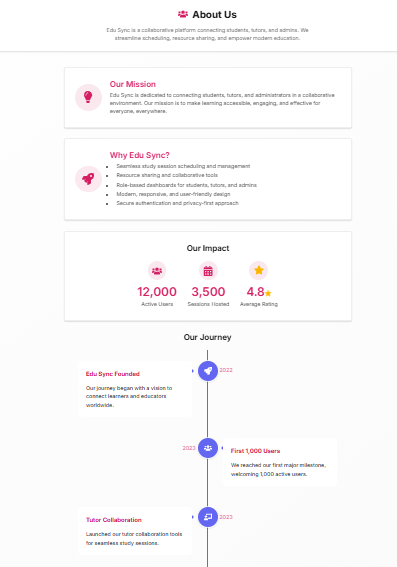 About Us
Edu Sync is a collaborative platform connecting students, tutors, and admins. We
streamline scheduling, resource sharing, and empower modern education.
Our Mission
Edu Sync is dedicated to connecting students, tutors, and administrators in a collaborative
environment. Our mission is to make learning accessible, engaging, and effective for
everyone, everywhere.
Why Edu Sync?
Seamless study session scheduling and management
Resource sharing and collaborative tools
Role-based dashboards for students, tutors, and admins
Modern, responsive, and user-friendly design
Secure authentication and privacy-first approach
Our Impact
12,000
Active Users
3,500
Sessions Hosted
4.8
Average Rating
Our Journey
2022
Edu Sync Founded
Our journey began with a vision to
connect learners and educators
worldwide.
2023
First 1,000 Users
We reached our first major milestone,
welcoming 1,000 active users.
2023
Tutor Collaboration
Launched our tutor collaboration tools
for seamless study sessions.